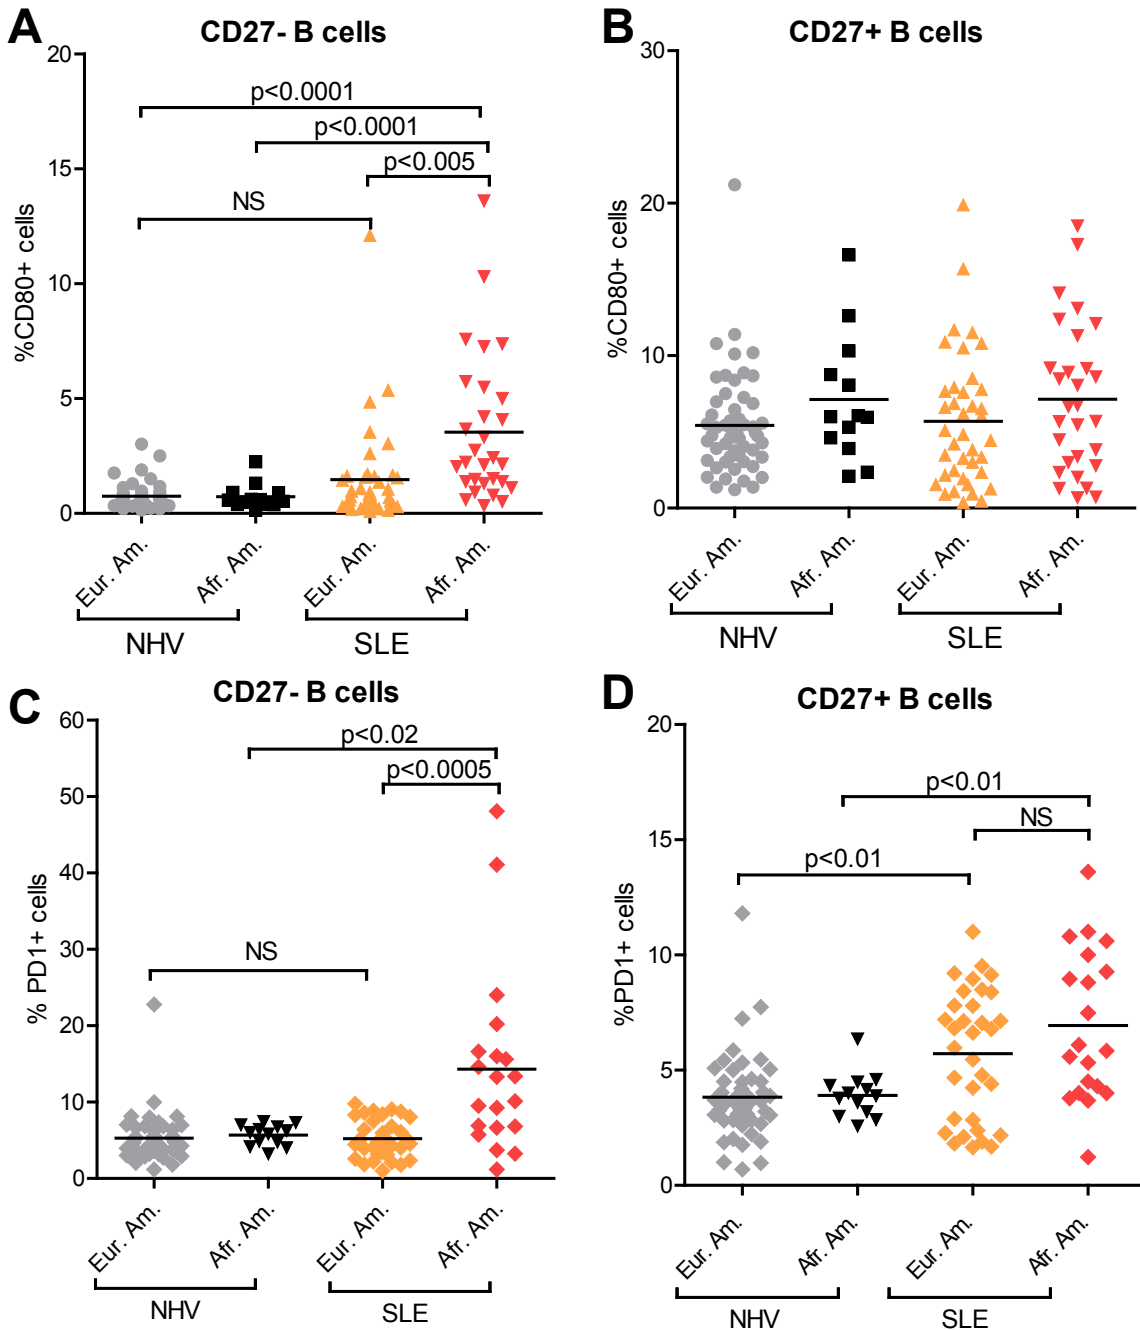 A
CD27- B cells
%CD80+ cells
20
15
10
5
0
p<0.0001
p<0.0001
p<0.005
NS
Eur. Am.
Afr. Am.
Eur. Am.
Afr. Am.
NHV
SLE
B
CD27+ B cells
%CD80+ cells
30
20
10
0
Eur. Am.
Afr. Am.
Eur. Am.
Afr. Am.
NHV
SLE
C
CD27- B cells
% PD1+ cells
60
50
40
30
20
10
0
p<0.02
p<0.0005
NS
Eur. Am.
Afr. Am.
Eur. Am.
Afr. Am.
NHV
SLE
D
CD27+ B cells
%PD1+ cells
20
15
10
5
0
p<0.01
NS
p<0.01
Eur. Am.
Afr. Am.
Eur. Am.
Afr. Am.
NHV
SLE